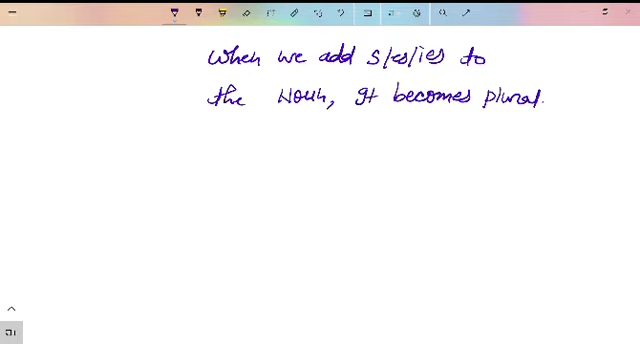 When we add s/es/ies to
the Noun, It becomes plural.